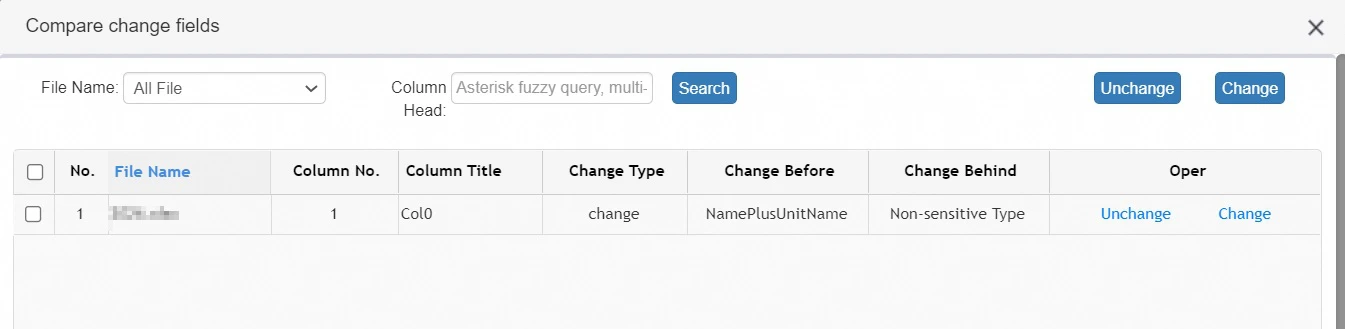 Compare change fields
File Name: All File Column Head: Asterisk fuzzy query, multi- Search Unchange Change
No. File Name Column No. Column Title Change Type Change Before Change Behind Oper
1 1 Col0 change NamePlusUnitName Non-sensitive Type Unchange Change